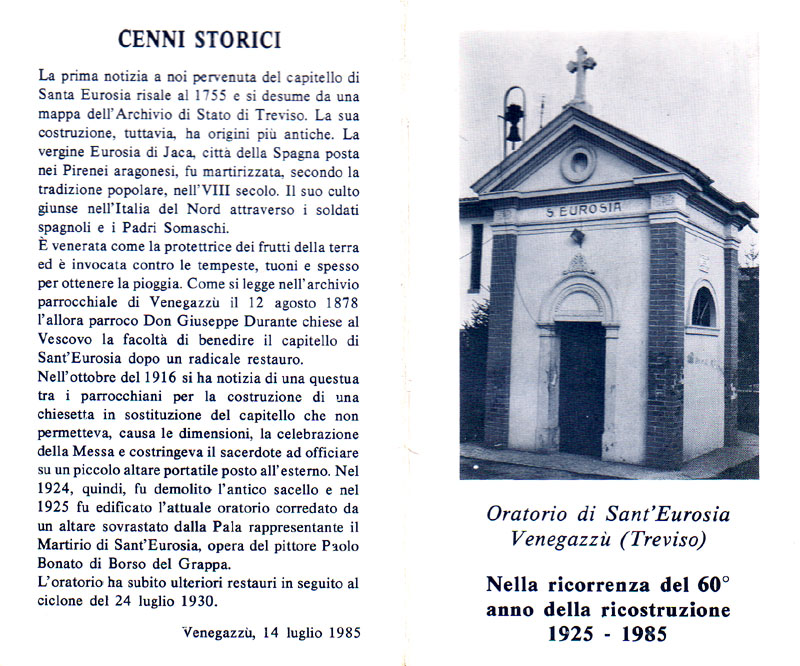 CENNI STORICI
La prima notizia a noi pervenuta del capitello di
Santa Eurosia risale al 1755 e si desume da una
mappa dell'Archivio di Stato di Treviso. La sua
costruzione, tuttavia, ha origini più antiche. La
vergine Eurosia di Jaca, città della Spagna posta
nei Pirenei aragonesi, fu martirizzata, secondo la
tradizione popolare, nell'VIII secolo. Il suo culto
giunse nell'Italia del Nord attraverso i soldati
spagnoli e i Padri Somaschi.
È venerata come la protettrice dei frutti della terra
ed è invocata contro le tempeste, tuoni e spesso
per ottenere la pioggia. Come si legge nell'archivio
parrocchiale di Venegazzù il 12 agosto 1878
l'allora parroco Don Giuseppe Durante chiese al
Vescovo la facoltà di benedire il capitello di
Sant'Eurosia dopo un radicale restauro.
Nell'ottobre del 1916 si ha notizia di una questua
tra i parrocchiani per la costruzione di una
chiesetta in sostituzione del capitello che non
permetteva, causa le dimensioni, la celebrazione
della Messa e costringeva il sacerdote ad officiare
su un piccolo altare portatile posto all'esterno. Nel
1924, quindi, fu demolito l'antico sacello e nel
1925 fu edificato l'attuale oratorio corredato da
un altare sovrastato dalla Pala rappresentante il
Martirio di Sant'Eurosia, opera del pittore Paolo
Bonato di Borso del Grappa.
L'oratorio ha subito ulteriori restauri in seguito al
ciclone del 24 luglio 1930.
Venegazzù, 14 luglio 1985
S. EUROSIA
Oratorio di Sant'Eurosia
Venegazzù (Treviso)
Nella ricorrenza del 60°
anno della ricostruzione
1925 - 1985